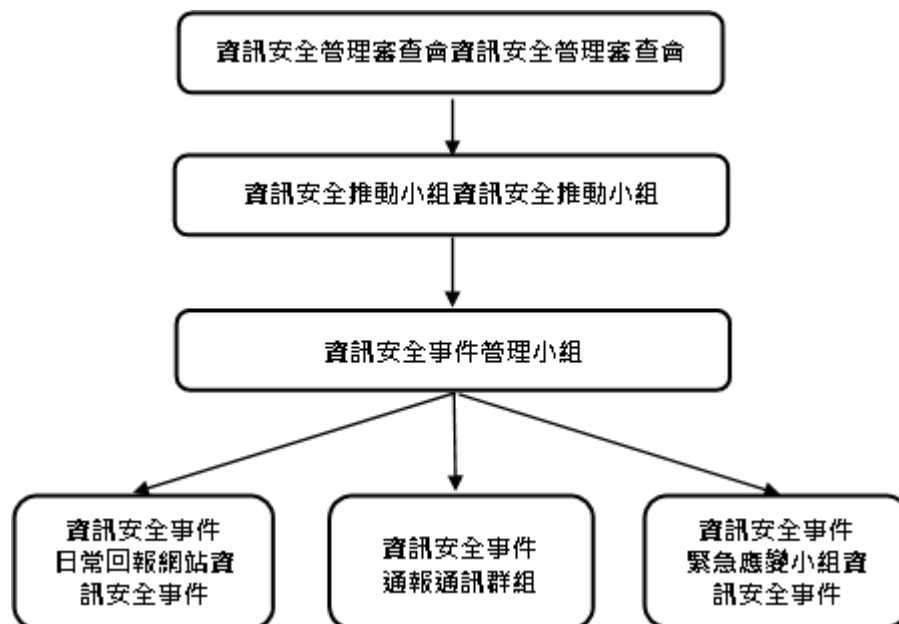 資訊安全管理審查會資訊安全管理審查會
資訊安全推動小組資訊安全推動小組
資訊安全事件管理小組
資訊安全事件
日常回報網站資
訊安全事件
資訊安全事件
通報通訊群組
資訊安全事件
緊急應變小組資
訊安全事件